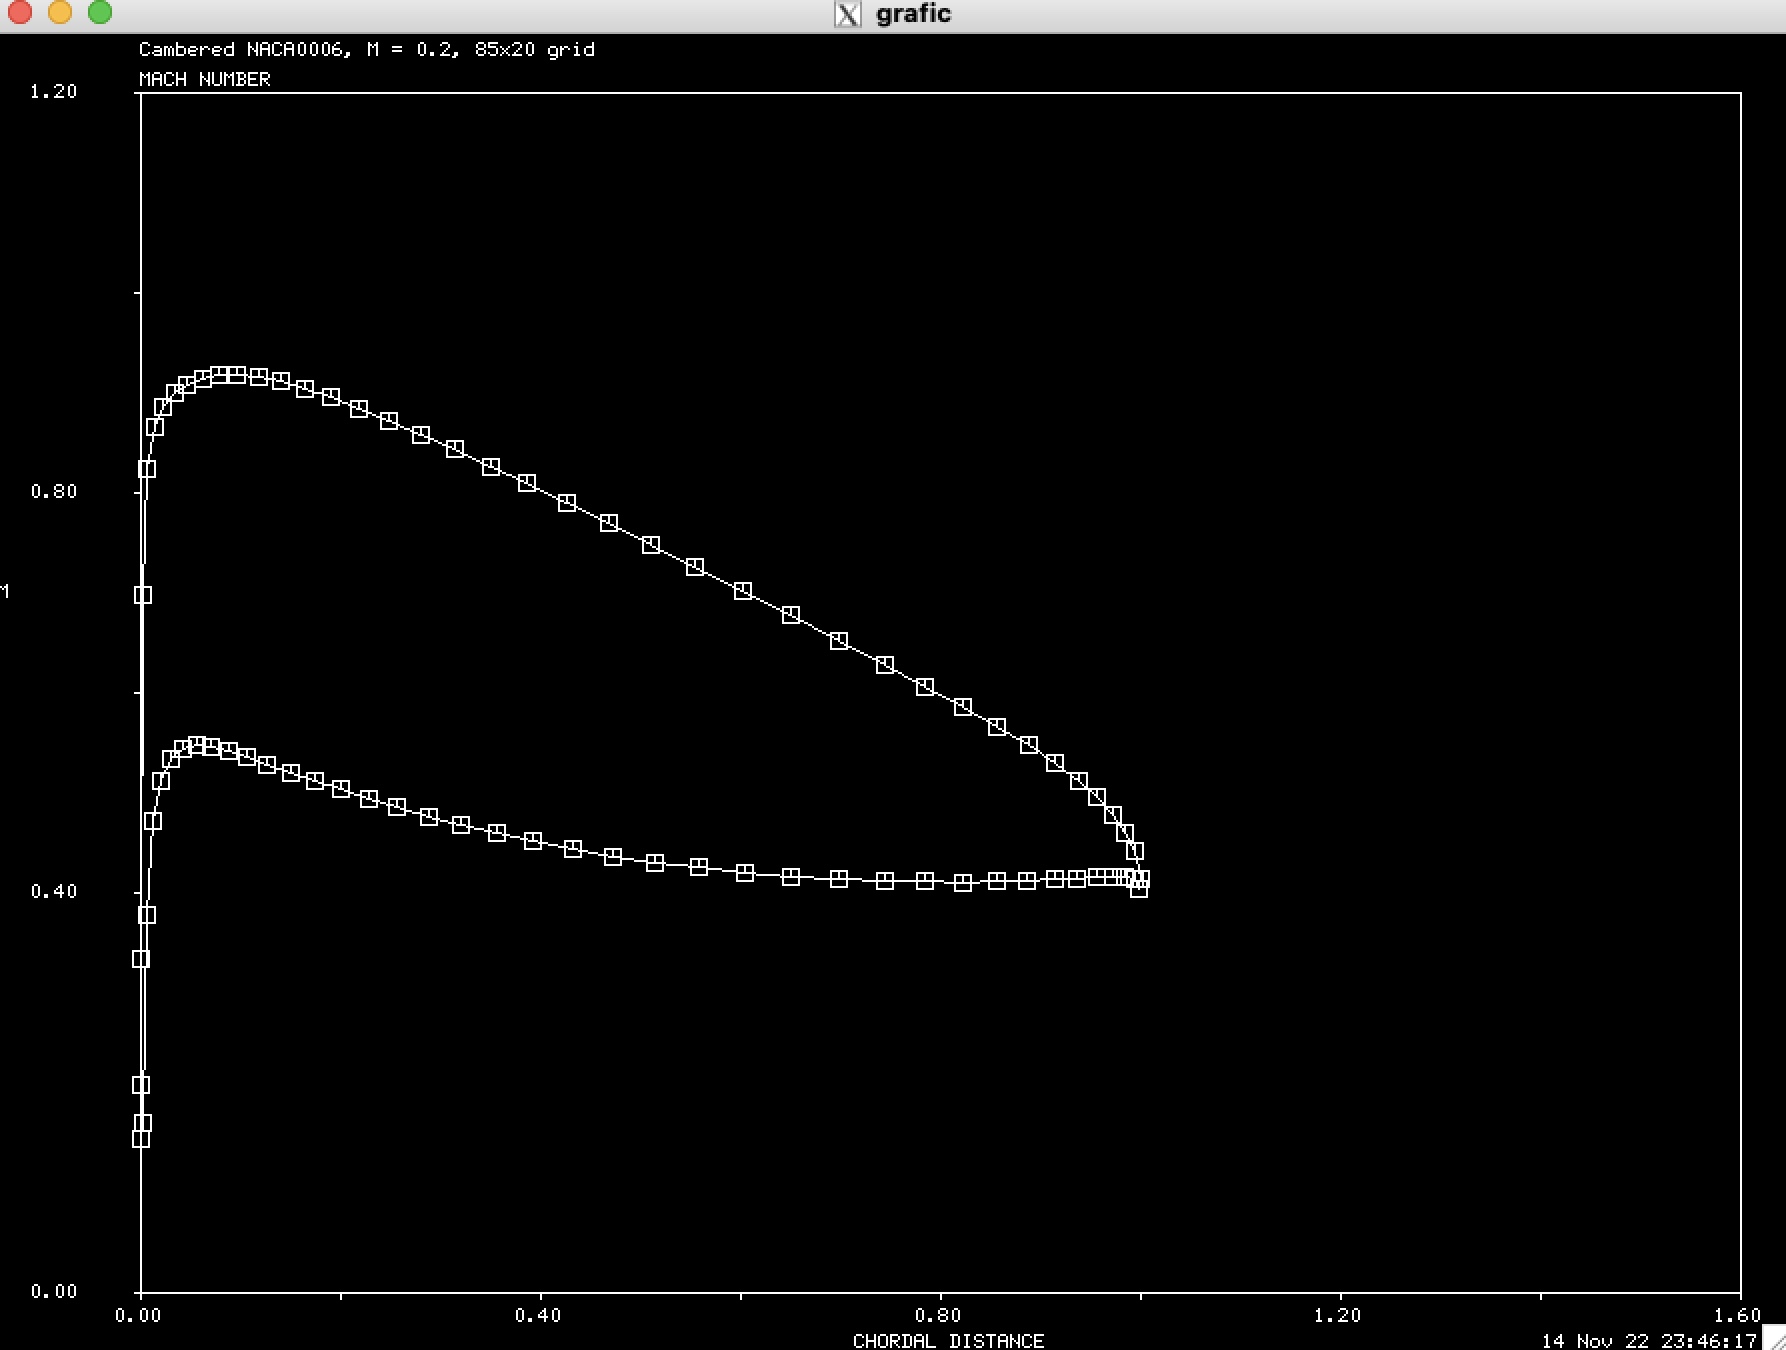 grafic
Cambered NACA0006, M = 0.2, 85x20 grid
MACH NUMBER
1.20
0.80
M
0.40
0.00
0.00 0.40 0.80 1.20 1.60
CHORDAL DISTANCE
14 Nov 22 23:46:17